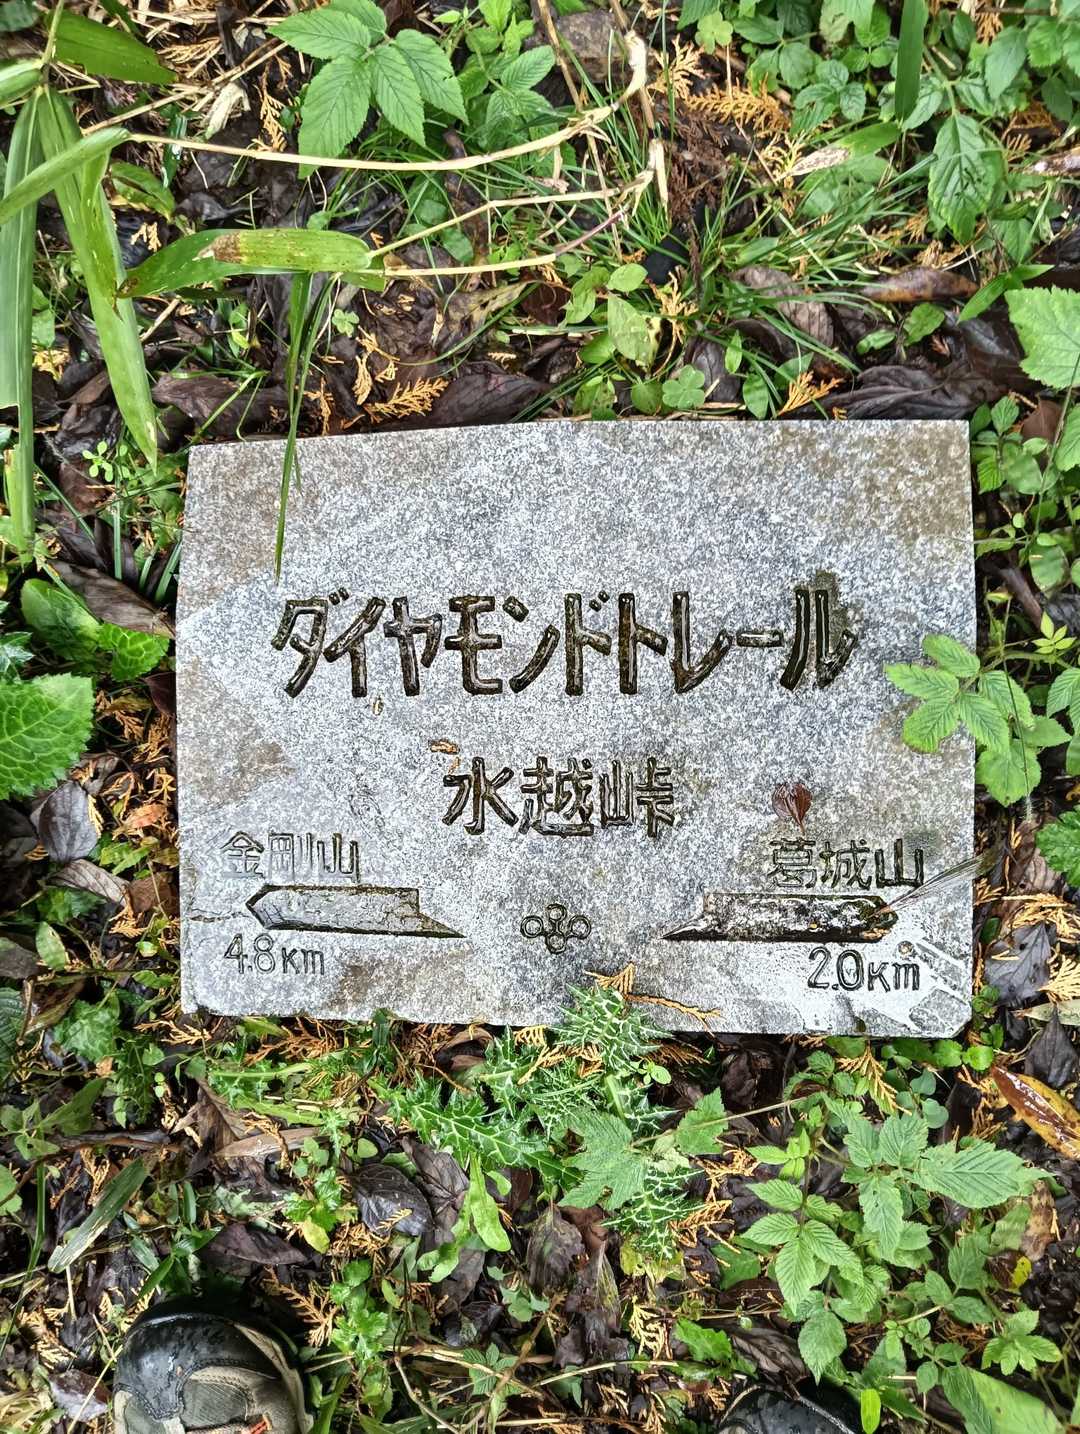 ダイヤモンドトレール
水越峠
金剛山
葛城山
4.8km
2.0km